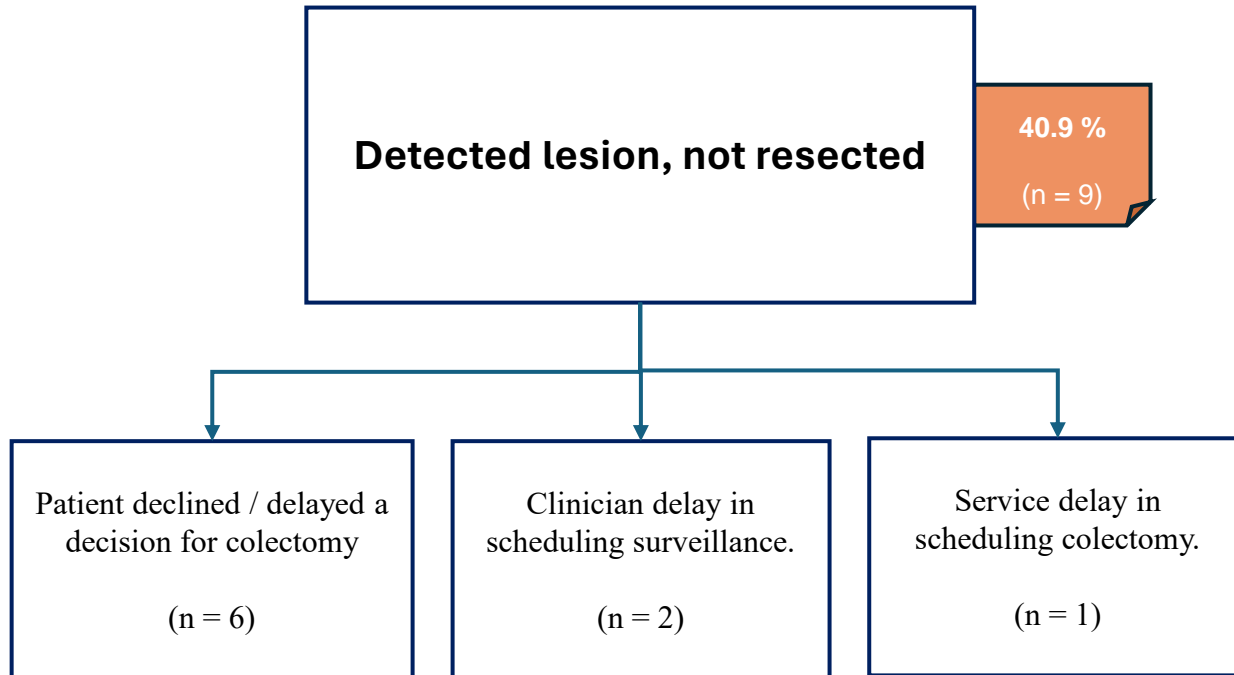 Detected lesion, not resected
40.9 %
(n = 9)
Patient declined / delayed a
decision for colectomy
(n = 6)
Clinician delay in
scheduling surveillance.
(n = 2)
Service delay in
scheduling colectomy.
(n = 1)